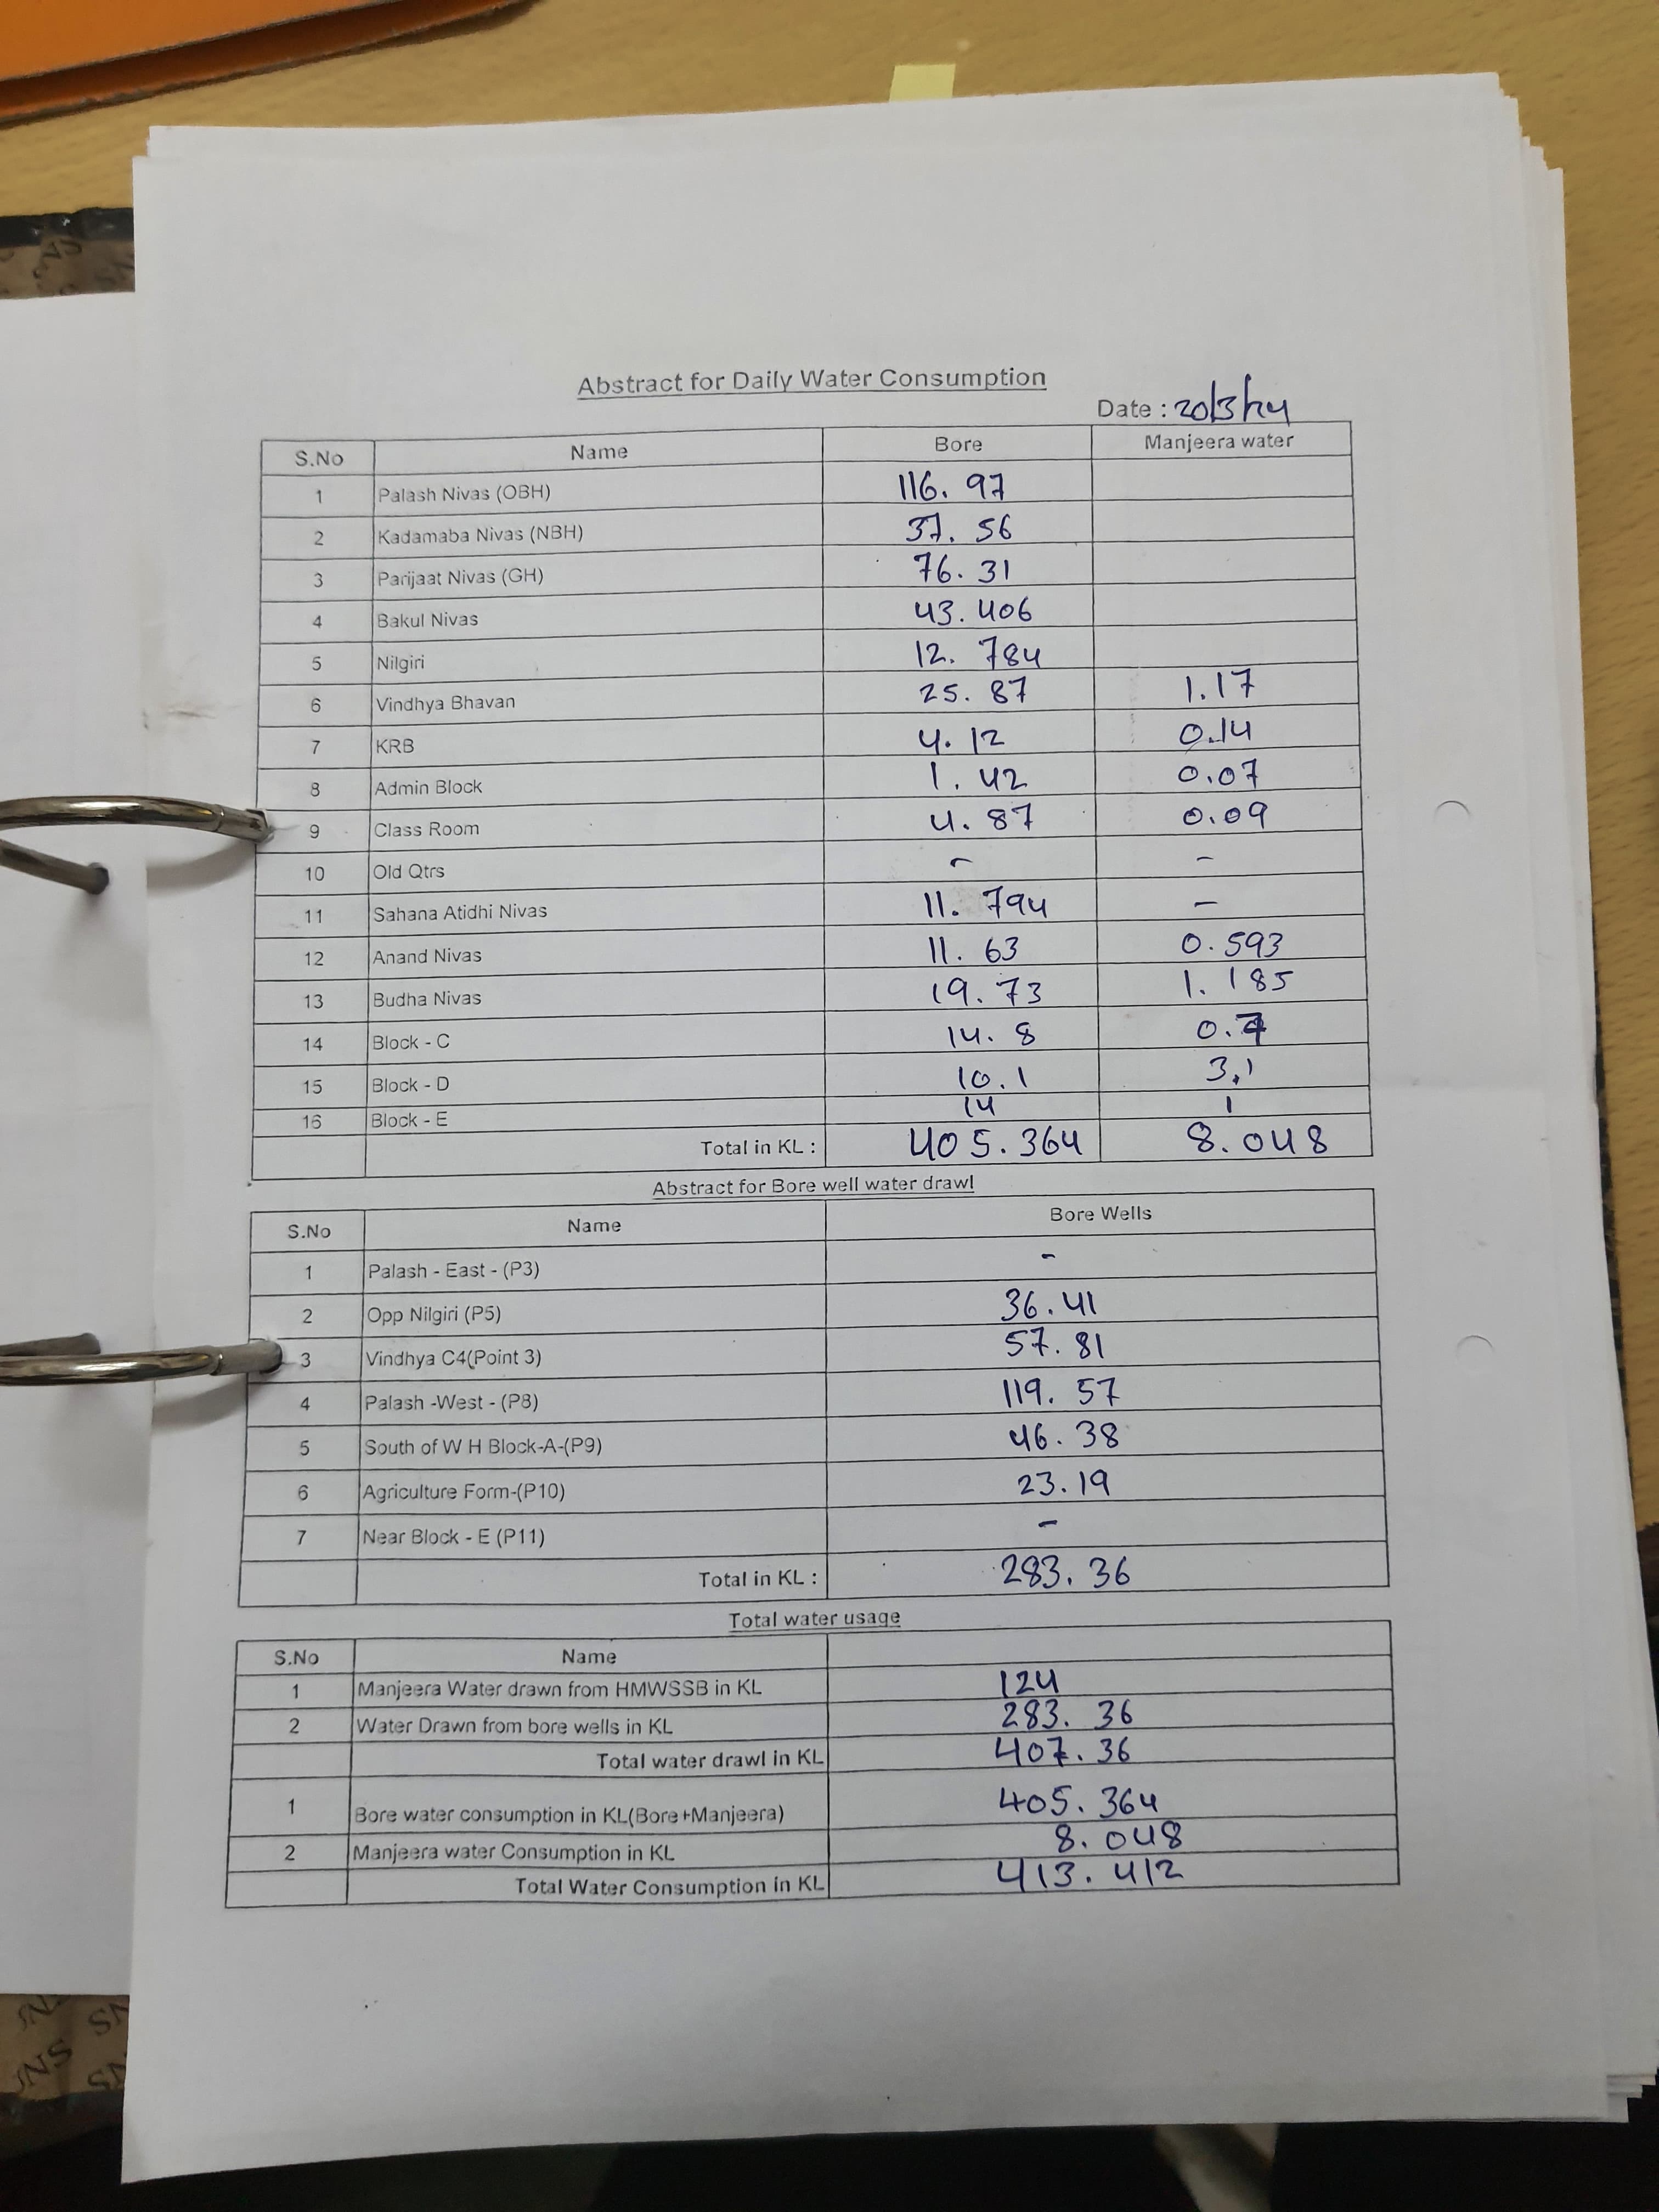 Abstract for Daily Water Consumption
Date : 20/3/24
S.No Name Bore Manjeera water
1 Palash Nivas (OBH) 116.97
2 Kadamaba Nivas (NBH) 37.56
3 Parijaat Nivas (GH) 76.31
4 Bakul Nivas 43.406
5 Nilgiri 12.784
6 Vindhya Bhavan 25.87 1.17
7 KRB 4.12 0.14
8 Admin Block 1.42 0.07
9 Class Room 4.87 0.09
10 Old Qtrs - -
11 Sahana Atidhi Nivas 11.794 -
12 Anand Nivas 11.63 0.593
13 Budha Nivas 19.73 1.185
14 Block - C 14.8 0.7
15 Block - D 10.1 3.1
16 Block - E 14 1
Total in KL : 405.364 8.048
Abstract for Bore well water drawl
S.No Name Bore Wells
1 Palash - East - (P3) -
2 Opp Nilgiri (P5) 36.41
3 Vindhya C4(Point 3) 57.81
4 Palash -West - (P8) 119.57
5 South of W H Block-A-(P9) 46.38
6 Agriculture Form-(P10) 23.19
7 Near Block - E (P11) -
Total in KL : 283.36
Total water usage
S.No Name
1 Manjeera Water drawn from HMWSSB in KL 124
2 Water Drawn from bore wells in KL 283.36
Total water drawl in KL 407.36
1 Bore water consumption in KL(Bore+Manjeera) 405.364
2 Manjeera water Consumption in KL 8.048
Total Water Consumption in KL 413.412
SNS